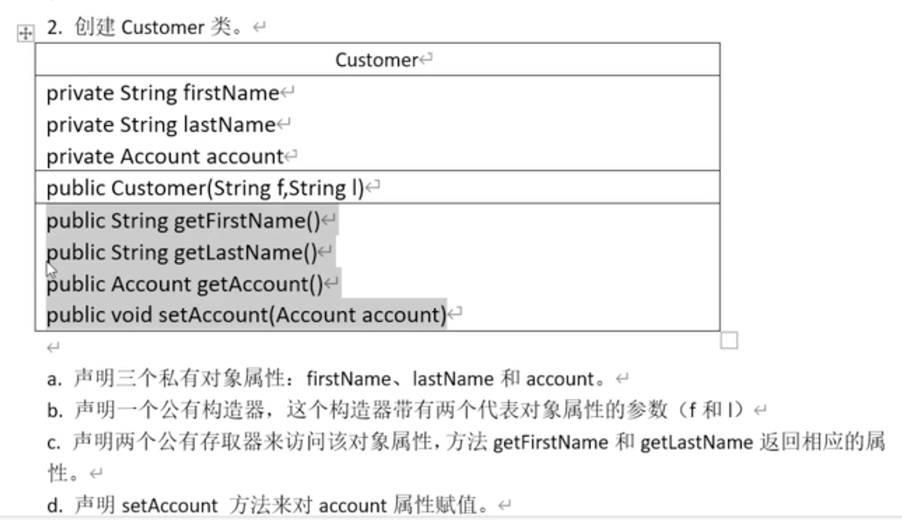 2. 创建 Customer 类。
Customer
private String firstName
private String lastName
private Account account
public Customer(String f,String l)
public String getFirstName()
public String getLastName()
public Account getAccount()
public void setAccount(Account account)
a. 声明三个私有对象属性：firstName、lastName 和 account。
b. 声明一个公有构造器，这个构造器带有两个代表对象属性的参数（f 和 l）
c. 声明两个公有存取器来访问该对象属性，方法 getFirstName 和 getLastName 返回相应的属
性。
d. 声明 setAccount 方法来对 account 属性赋值。